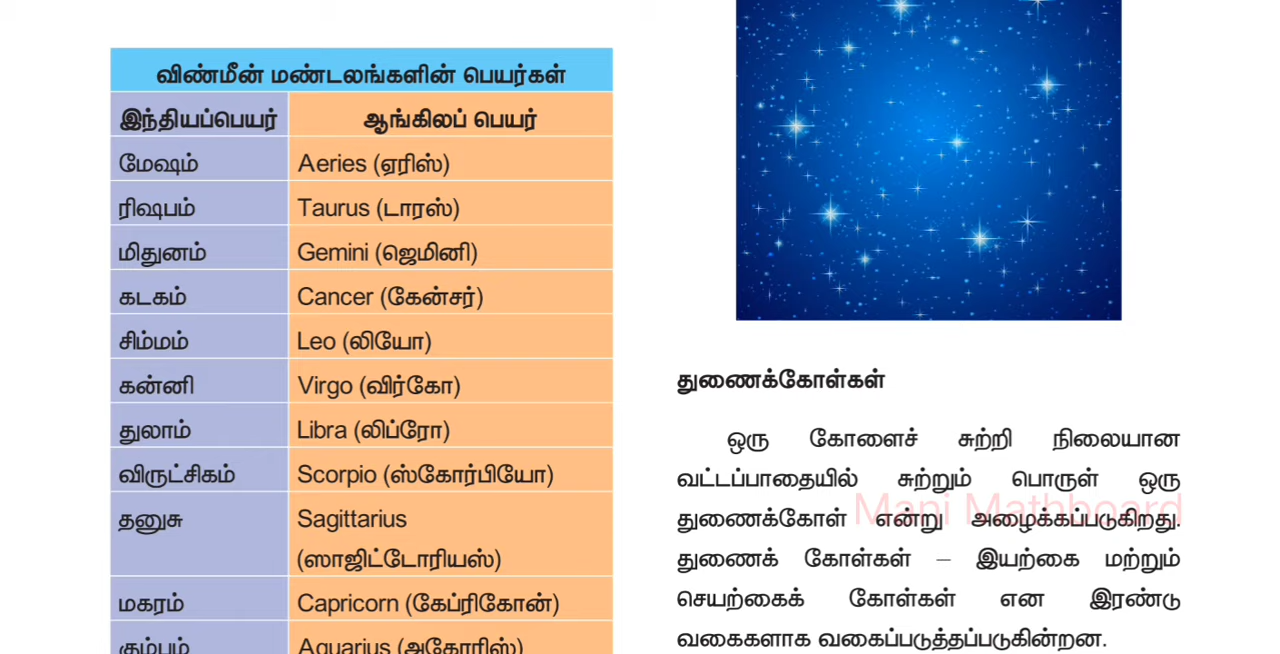 விண்மீன் மண்டலங்களின் பெயர்கள்
இந்தியப்பெயர் ஆங்கிலப் பெயர்
மேஷம் Aeries (ஏரிஸ்)
ரிஷபம் Taurus (டாரஸ்)
மிதுனம் Gemini (ஜெமினி)
கடகம் Cancer (கேன்சர்)
சிம்மம் Leo (லியோ)
கன்னி Virgo (விர்கோ)
துலாம் Libra (லிப்ரோ)
விருட்சிகம் Scorpio (ஸ்கோர்பியோ)
தனுசு Sagittarius
(ஸாஜிட்டோரியஸ்)
மகரம் Capricorn (கேப்ரிகோன்)
கும்பம் Aquarius (அகோரிஸ்)
துணைக்கோள்கள்
ஒரு கோளைச் சுற்றி நிலையான
வட்டப்பாதையில் சுற்றும் பொருள் ஒரு
துணைக்கோள் என்று அழைக்கப்படுகிறது.
துணைக் கோள்கள் – இயற்கை மற்றும்
செயற்கைக் கோள்கள் என இரண்டு
வகைகளாக வகைப்படுத்தப்படுகின்றன.
Mani Mathboard